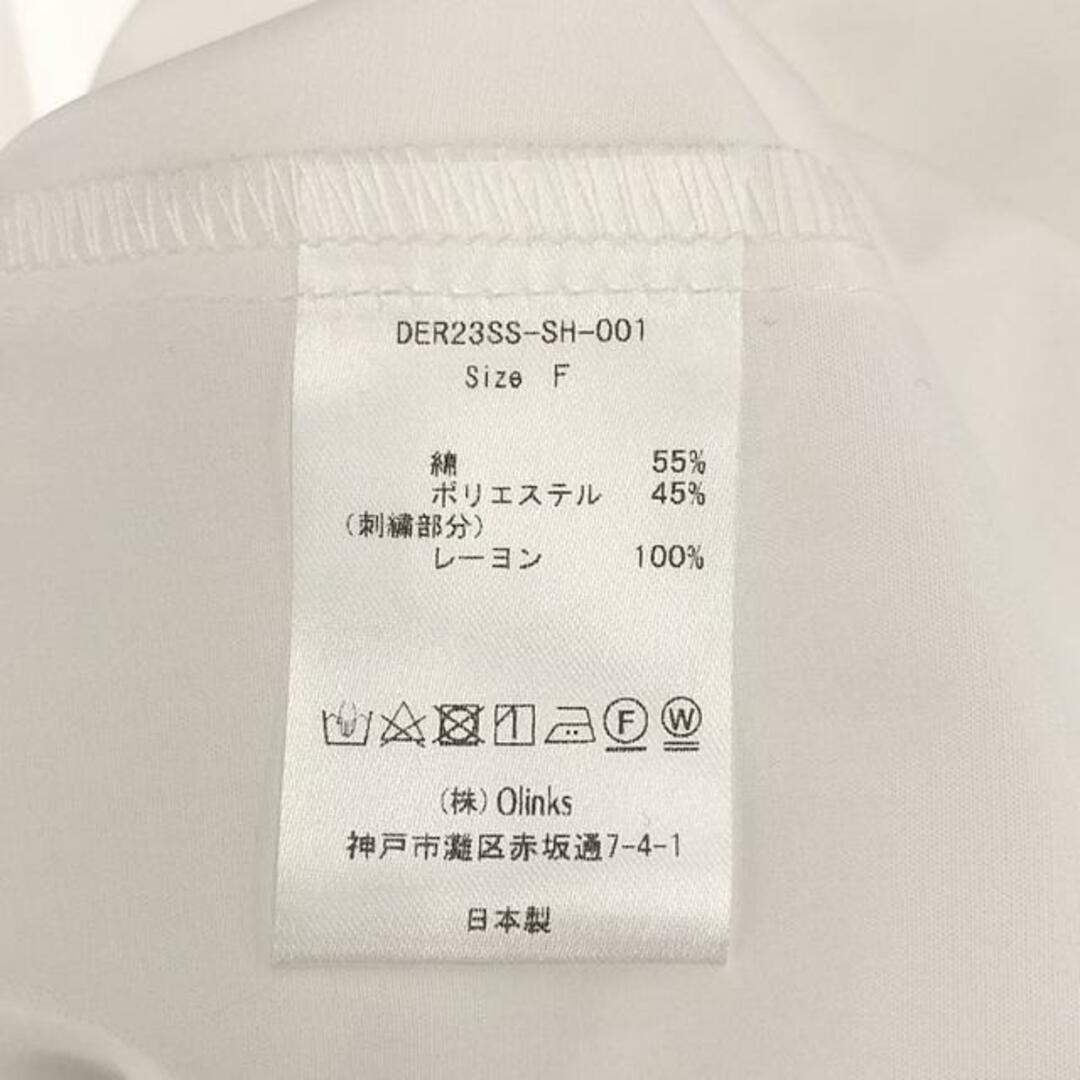 DER23SS-SH-001
Size F
綿 55%
ポリエステル 45%
(刺繍部分)
レーヨン 100%
F W
(株) Olinks
神戸市灘区赤坂通7-4-1
日本製